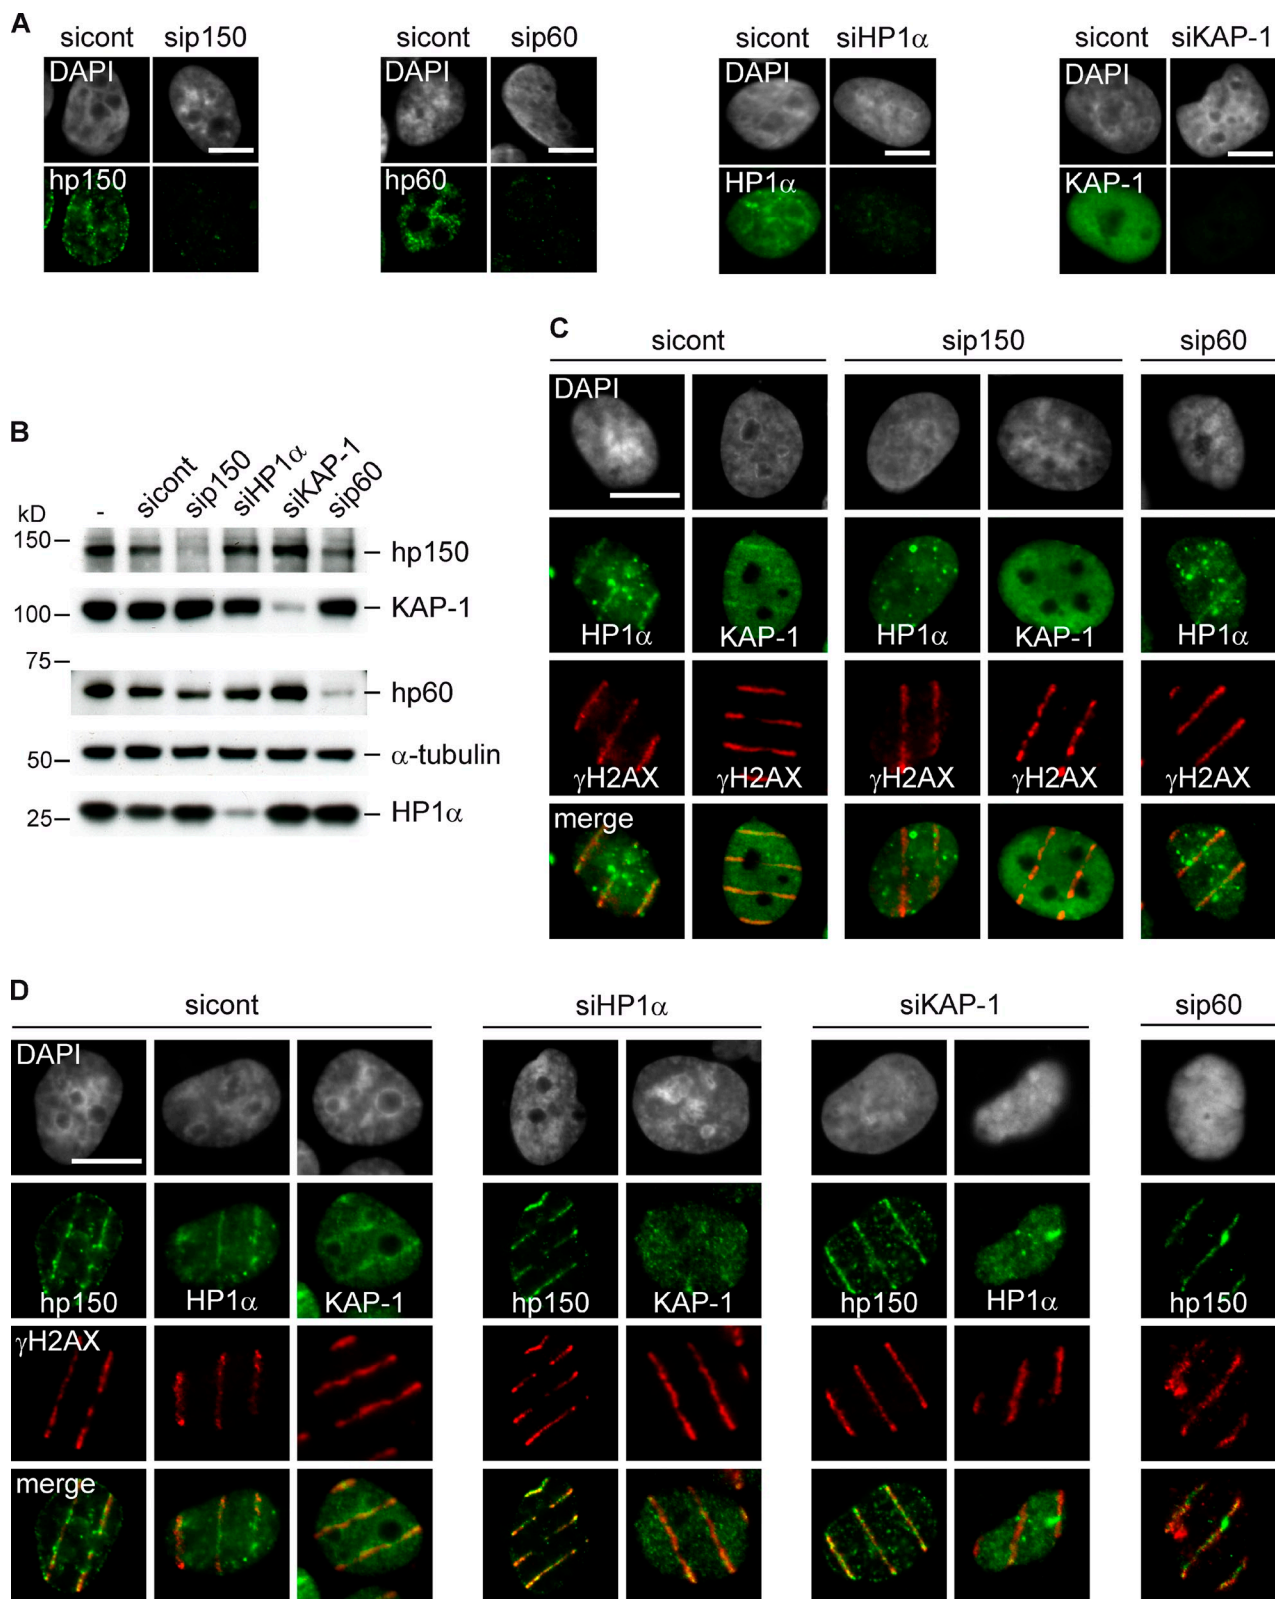 A
sicont sip150
sicont sip60
sicont siHP1α
sicont siKAP-1
DAPI
DAPI
DAPI
DAPI
hp150
hp60
HP1α
KAP-1
B
kD
- sicont sip150 siHP1α siKAP-1 sip60
150
hp150
100
KAP-1
75
hp60
50
α-tubulin
25
HP1α
C
sicont sip150 sip60
DAPI
HP1α KAP-1 HP1α KAP-1 HP1α
γH2AX γH2AX γH2AX γH2AX γH2AX
merge
D
sicont siHP1α siKAP-1 sip60
DAPI
hp150 HP1α KAP-1 hp150 KAP-1 hp150 HP1α hp150
γH2AX
merge